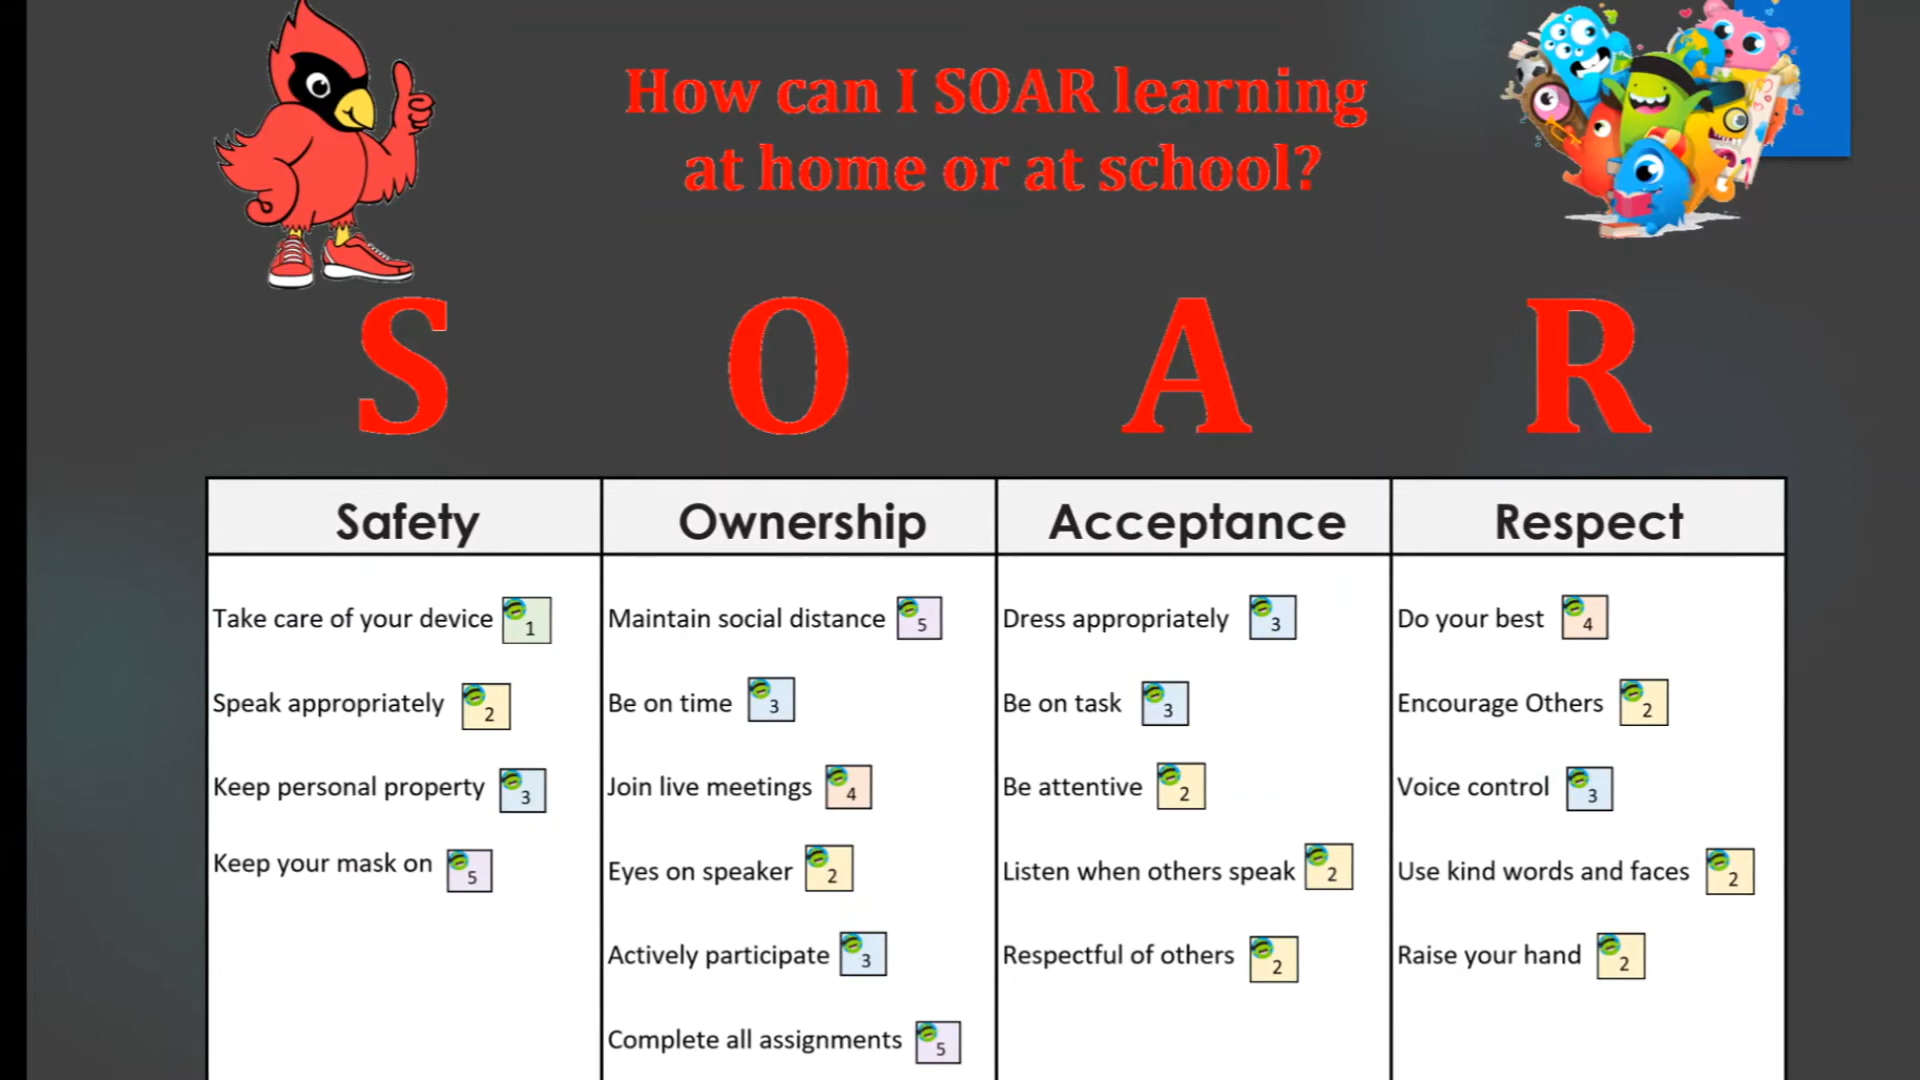 How can I SOAR learning
at home or at school?
S O A R
Safety Ownership Acceptance Respect
Take care of your device 1
Speak appropriately 2
Keep personal property 3
Keep your mask on 5
Maintain social distance 5
Be on time 3
Join live meetings 4
Eyes on speaker 2
Actively participate 3
Complete all assignments 5
Dress appropriately 3
Be on task 3
Be attentive 2
Listen when others speak 2
Respectful of others 2
Do your best 4
Encourage Others 2
Voice control 3
Use kind words and faces 2
Raise your hand 2